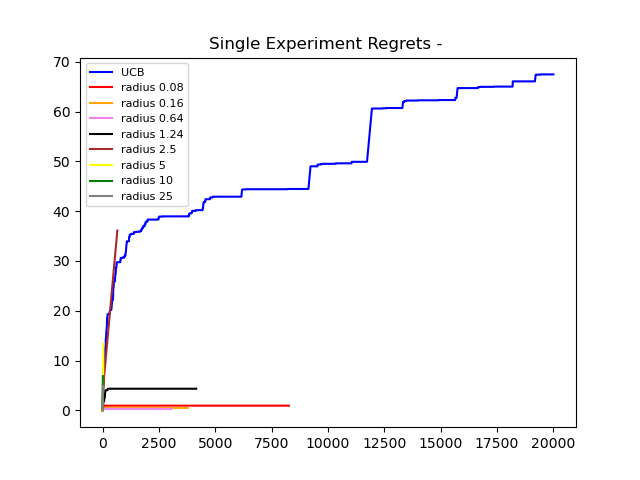 Single Experiment Regrets -
70
60
50
40
30
20
10
0
UCB
radius 0.08
radius 0.16
radius 0.64
radius 1.24
radius 2.5
radius 5
radius 10
radius 25
0 2500 5000 7500 10000 12500 15000 17500 20000